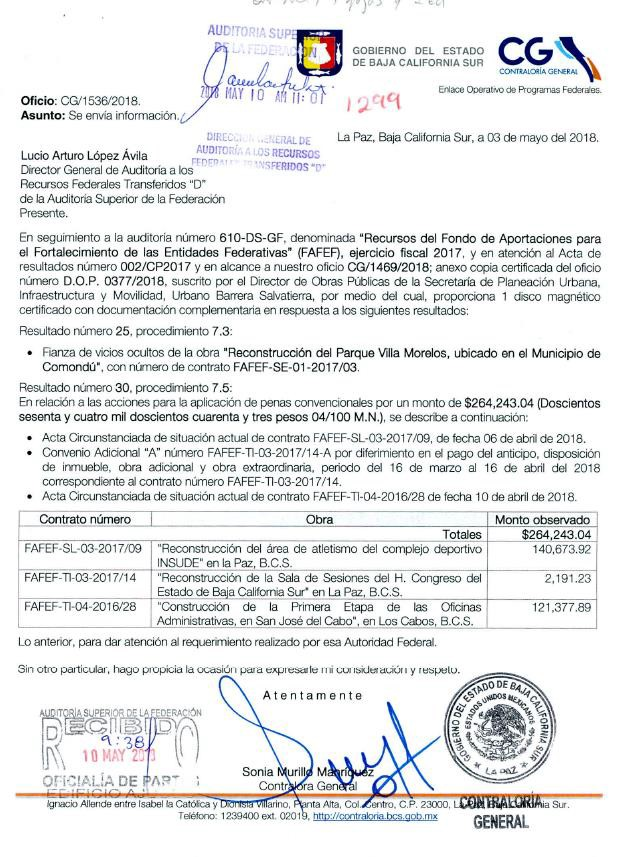 AUDITORIA SUPE
DE LA FEDERACIÓN
2018 MAY 10 AM 11:01
GOBIERNO DEL ESTADO
DE BAJA CALIFORNIA SUR
CG
CONTRALORÍA GENERAL
Enlace Operativo de Programas Federales.
1299
Oficio: CG/1536/2018.
Asunto: Se envía información.
DIRECCIÓN GENERAL DE
AUDITORÍA A LOS RECURSOS
FEDERALES TRANSFERIDOS "D"
La Paz, Baja California Sur, a 03 de mayo del 2018.
Lucio Arturo López Ávila
Director General de Auditoría a los
Recursos Federales Transferidos "D"
de la Auditoría Superior de la Federación
Presente.
En seguimiento a la auditoría número 610-DS-GF, denominada "Recursos del Fondo de Aportaciones para
el Fortalecimiento de las Entidades Federativas" (FAFEF), ejercicio fiscal 2017, y en atención al Acta de
resultados número 002/CP2017 y en alcance a nuestro oficio CG/1469/2018; anexo copia certificada del oficio
número D.O.P. 0377/2018, suscrito por el Director de Obras Públicas de la Secretaría de Planeación Urbana,
Infraestructura y Movilidad, Urbano Barrera Salvatierra, por medio del cual, proporciona 1 disco magnético
certificado con documentación complementaria en respuesta a los siguientes resultados:
Resultado número 25, procedimiento 7.3:
• Fianza de vicios ocultos de la obra "Reconstrucción del Parque Villa Morelos, ubicado en el Municipio de
Comondú", con número de contrato FAFEF-SE-01-2017/03.
Resultado número 30, procedimiento 7.5:
En relación a las acciones para la aplicación de penas convencionales por un monto de $264,243.04 (Doscientos
sesenta y cuatro mil doscientos cuarenta y tres pesos 04/100 M.N.), se describe a continuación:
• Acta Circunstanciada de situación actual de contrato FAFEF-SL-03-2017/09, de fecha 06 de abril de 2018.
• Convenio Adicional "A" número FAFEF-TI-03-2017/14-A por diferimiento en el pago del anticipo, disposición
de inmueble, obra adicional y obra extraordinaria, periodo del 16 de marzo al 16 de abril del 2018
correspondiente al contrato número FAFEF-TI-03-2017/14.
• Acta Circunstanciada de situación actual de contrato FAFEF-TI-04-2016/28 de fecha 10 de abril de 2018.
Contrato número Obra Monto observado
Totales $264,243.04
FAFEF-SL-03-2017/09 "Reconstrucción del área de atletismo del complejo deportivo 140,673.92
INSUDE" en la Paz, B.C.S.
FAFEF-TI-03-2017/14 "Reconstrucción de la Sala de Sesiones del H. Congreso del 2,191.23
Estado de Baja California Sur" en La Paz, B.C.S.
FAFEF-TI-04-2016/28 "Construcción de la Primera Etapa de las Oficinas 121,377.89
Administrativas, en San José del Cabo", en Los Cabos, B.C.S.
Lo anterior, para dar atención al requerimiento realizado por esa Autoridad Federal.
Sin otro particular, hago propicia la ocasión para expresarle mi consideración y respeto.
Atentamente
AUDITORÍA SUPERIOR DE LA FEDERACIÓN
RECIBIDO
9:38
10 MAY 2018
OFICIALÍA DE PART
EDIFICIO
GOBIERNO DEL ESTADO DE BAJA CALIFORNIA SUR
ESTADOS UNIDOS MEXICANOS
LA PAZ
Sonia Murillo Manríquez
Contralora General
CONTRALORÍA
GENERAL
Ignacio Allende entre Isabel la Católica y Dionisia Villarino, Planta Alta, Col. Centro, C.P. 23000, La Paz, Baja California Sur.
Teléfono: 1239400 ext. 02019, http://contraloria.bcs.gob.mx